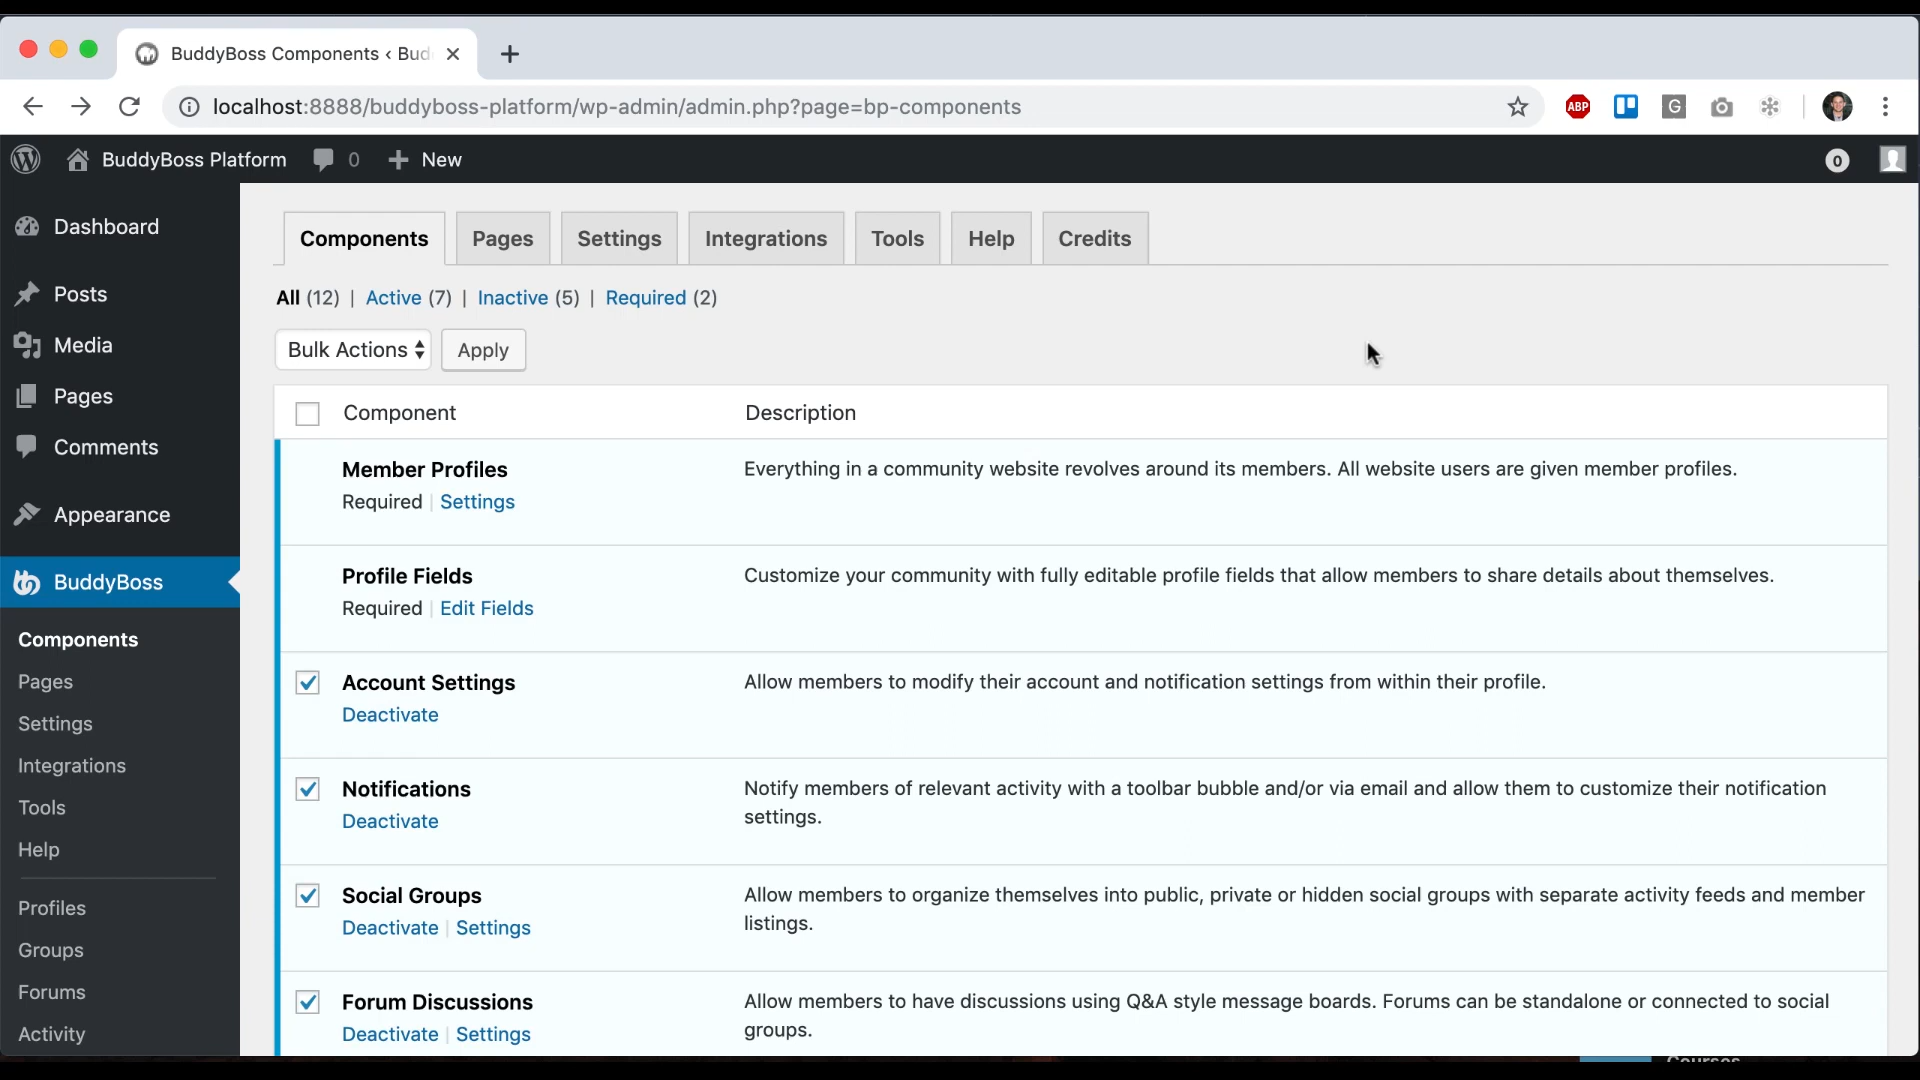 BuddyBoss Components ‹ Bud
localhost:8888/buddyboss-platform/wp-admin/admin.php?page=bp-components
ABP
G
BuddyBoss Platform 0 New 0
Dashboard
Posts
Media
Pages
Comments
Appearance
BuddyBoss
Components
Pages
Settings
Integrations
Tools
Help
Profiles
Groups
Forums
Activity
Components Pages Settings Integrations Tools Help Credits
All (12) | Active (7) | Inactive (5) | Required (2)
Bulk Actions Apply
Component Description
Member Profiles Everything in a community website revolves around its members. All website users are given member profiles.
Required | Settings
Profile Fields Customize your community with fully editable profile fields that allow members to share details about themselves.
Required | Edit Fields
Account Settings Allow members to modify their account and notification settings from within their profile.
Deactivate
Notifications Notify members of relevant activity with a toolbar bubble and/or via email and allow them to customize their notification
settings.
Deactivate
Social Groups Allow members to organize themselves into public, private or hidden social groups with separate activity feeds and member
listings.
Deactivate | Settings
Forum Discussions Allow members to have discussions using Q&A style message boards. Forums can be standalone or connected to social
groups.
Deactivate | Settings
Courses